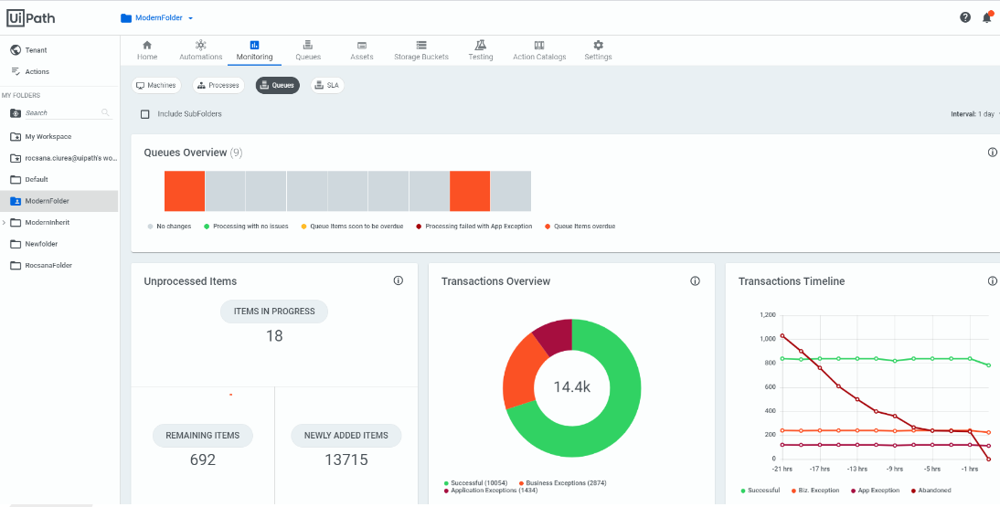 UiPath
ModernFolder
Tenant
Actions
MY FOLDERS
Search
My Workspace
rocsana.ciurea@uipath's wo...
Default
ModernFolder
ModernInherit
Newfolder
RocsanaFolder
Home Automations Monitoring Queues Assets Storage Buckets Testing Action Catalogs Settings
Machines Processes Queues SLA
Include SubFolders
Interval: 1 day
Queues Overview (9)
No changes Processing with no issues Queue Items soon to be overdue Processing failed with App Exception Queue Items overdue
Unprocessed Items
ITEMS IN PROGRESS
18
REMAINING ITEMS
692
NEWLY ADDED ITEMS
13715
Transactions Overview
14.4k
Successful (10054) Business Exceptions (2874)
Application Exceptions (1434)
Transactions Timeline
1,200
1,000
800
600
400
200
0
-21 hrs -17 hrs -13 hrs -9 hrs -5 hrs -1 hrs
Successful Biz. Exception App Exception Abandoned